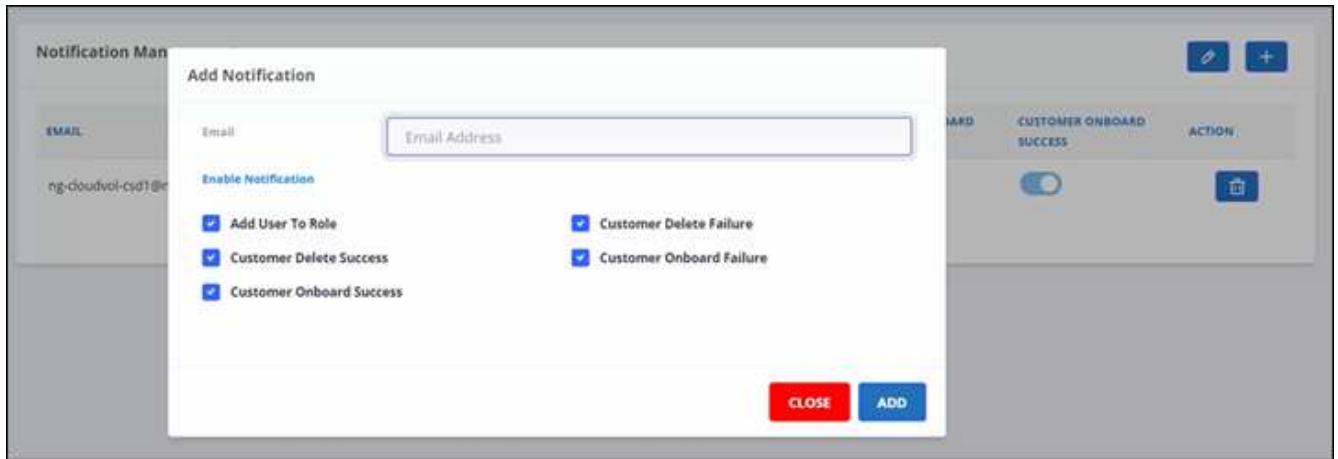 Notification Man
Add Notification
EMAIL
Email
Email Address
OARD
CUSTOMER ONBOARD
SUCCESS
ACTION
Enable Notification
ng-cloudvol-csd1@n
Add User To Role
Customer Delete Failure
Customer Delete Success
Customer Onboard Failure
Customer Onboard Success
CLOSE
ADD